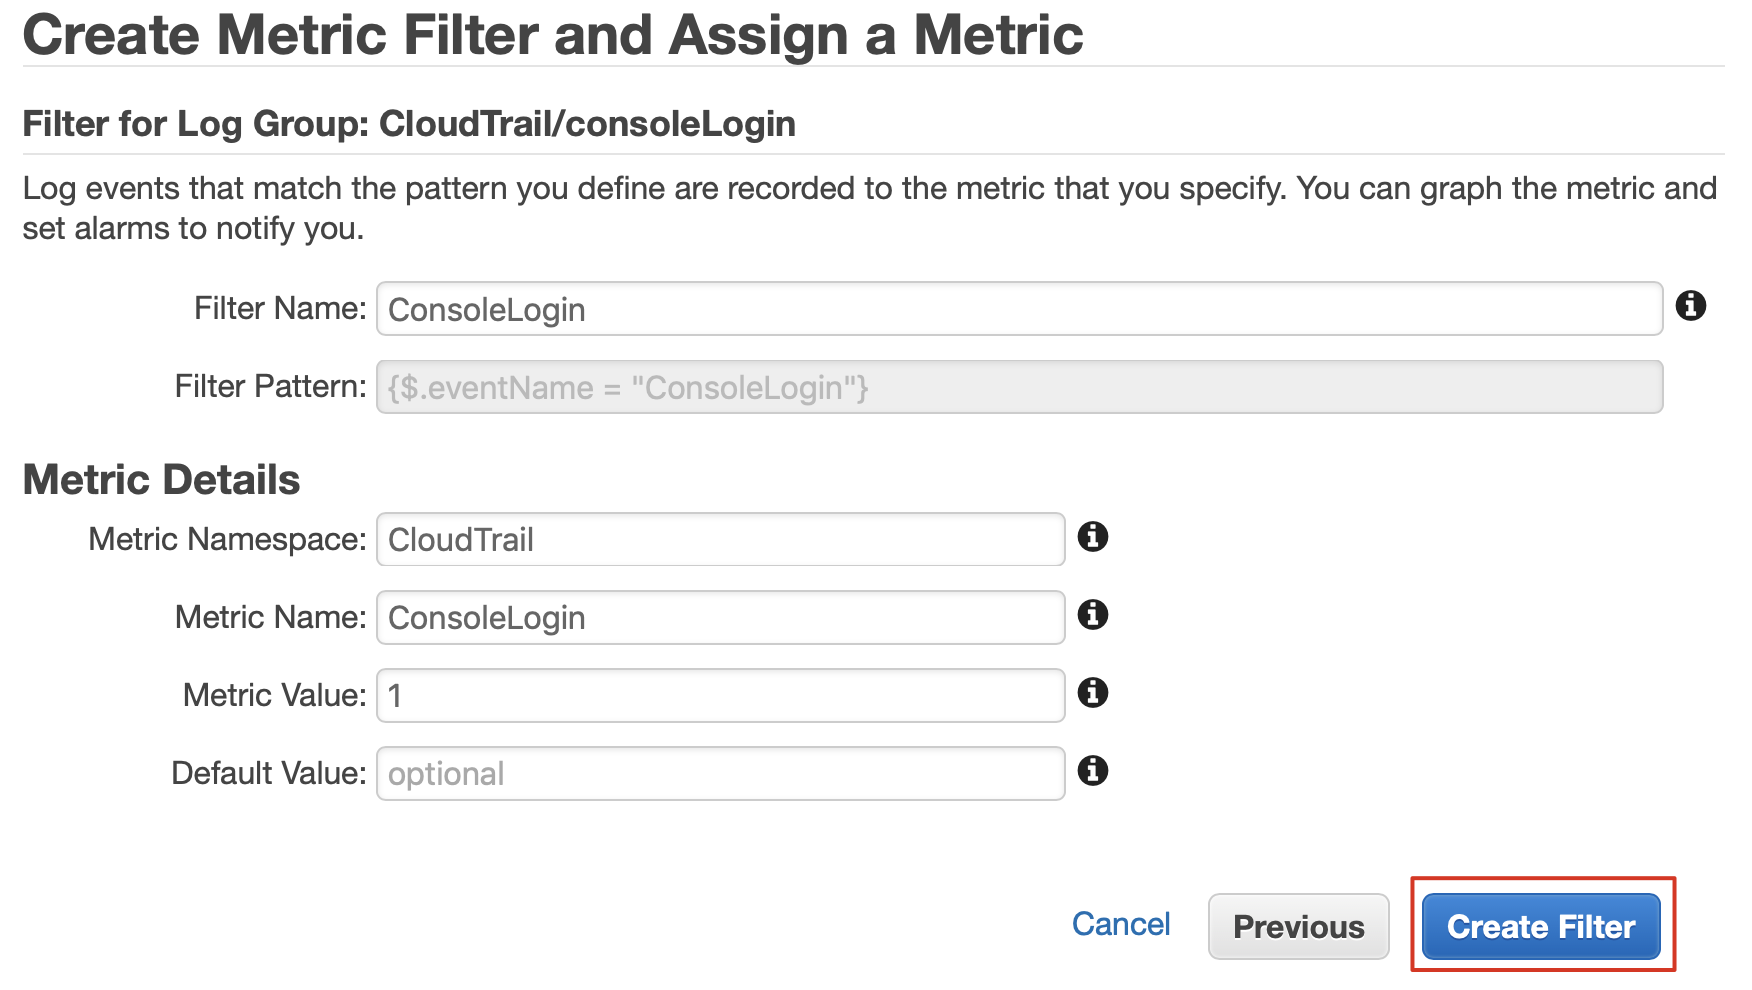 Create Metric Filter and Assign a Metric
Filter for Log Group: CloudTrail/consoleLogin
Log events that match the pattern you define are recorded to the metric that you specify. You can graph the metric and
set alarms to notify you.
Filter Name: ConsoleLogin
Filter Pattern: {$.eventName = "ConsoleLogin"}
Metric Details
Metric Namespace: CloudTrail
Metric Name: ConsoleLogin
Metric Value: 1
Default Value: optional
Cancel Previous Create Filter